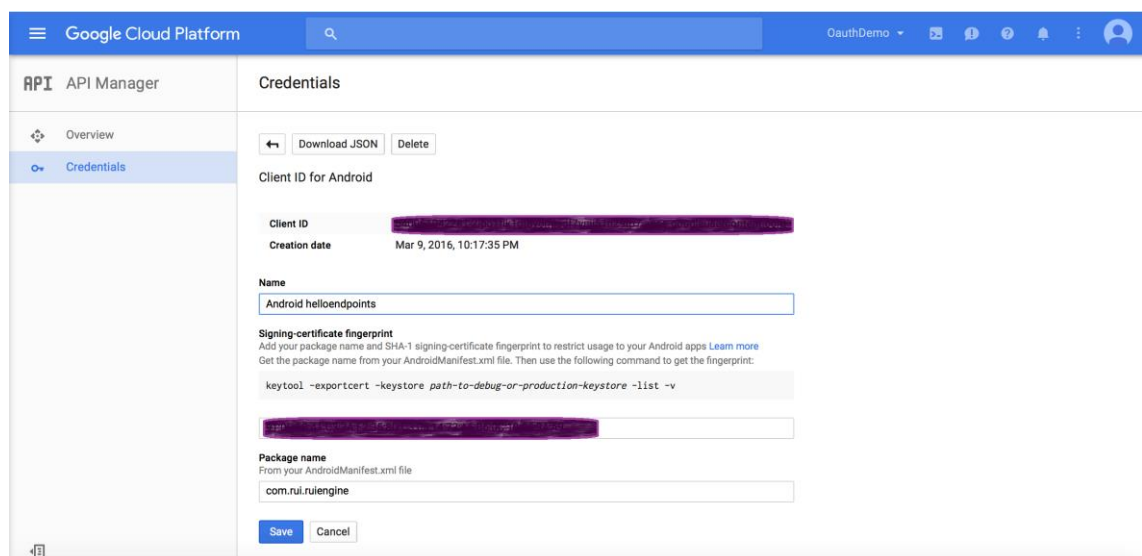 Google Cloud Platform
OauthDemo
API API Manager
Credentials
Overview
Credentials
Download JSON Delete
Client ID for Android
Client ID
Creation date Mar 9, 2016, 10:17:35 PM
Name
Android helloendpoints
Signing-certificate fingerprint
Add your package name and SHA-1 signing-certificate fingerprint to restrict usage to your Android apps Learn more
Get the package name from your AndroidManifest.xml file. Then use the following command to get the fingerprint:
keytool -exportcert -keystore path-to-debug-or-production-keystore -list -v
Package name
From your AndroidManifest.xml file
com.rui.ruiengine
Save Cancel